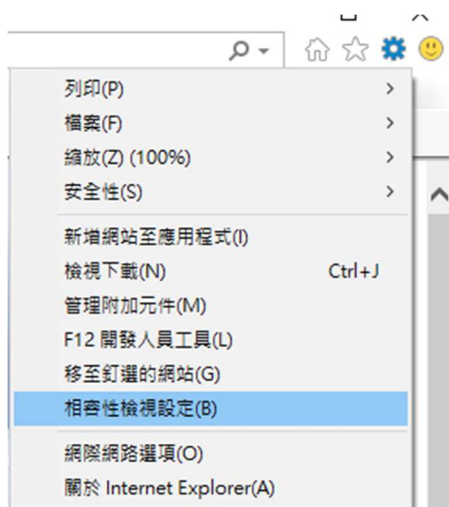 列印(P)
檔案(F)
縮放(Z) (100%)
安全性(S)
新增網站至應用程式(I)
檢視下載(N) Ctrl+J
管理附加元件(M)
F12 開發人員工具(L)
移至釘選的網站(G)
相容性檢視設定(B)
網際網路選項(O)
關於 Internet Explorer(A)